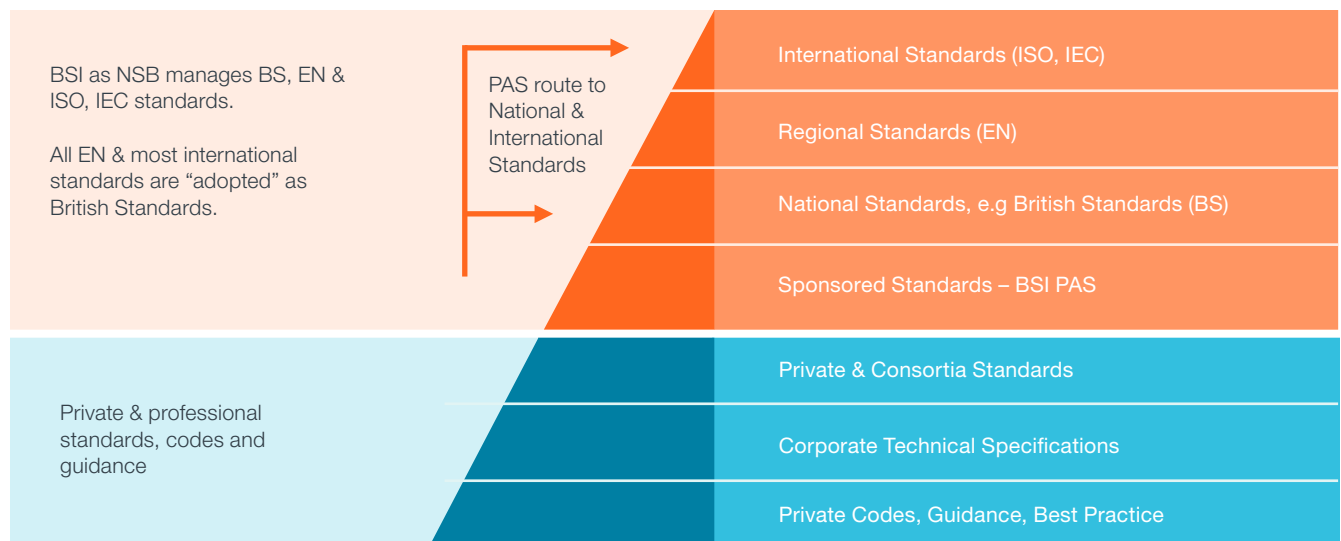 BSI as NSB manages BS, EN &
ISO, IEC standards.
All EN & most international
standards are “adopted” as
British Standards.
PAS route to
National &
International
Standards
International Standards (ISO, IEC)
Regional Standards (EN)
National Standards, e.g British Standards (BS)
Sponsored Standards – BSI PAS
Private & professional
standards, codes and
guidance
Private & Consortia Standards
Corporate Technical Specifications
Private Codes, Guidance, Best Practice